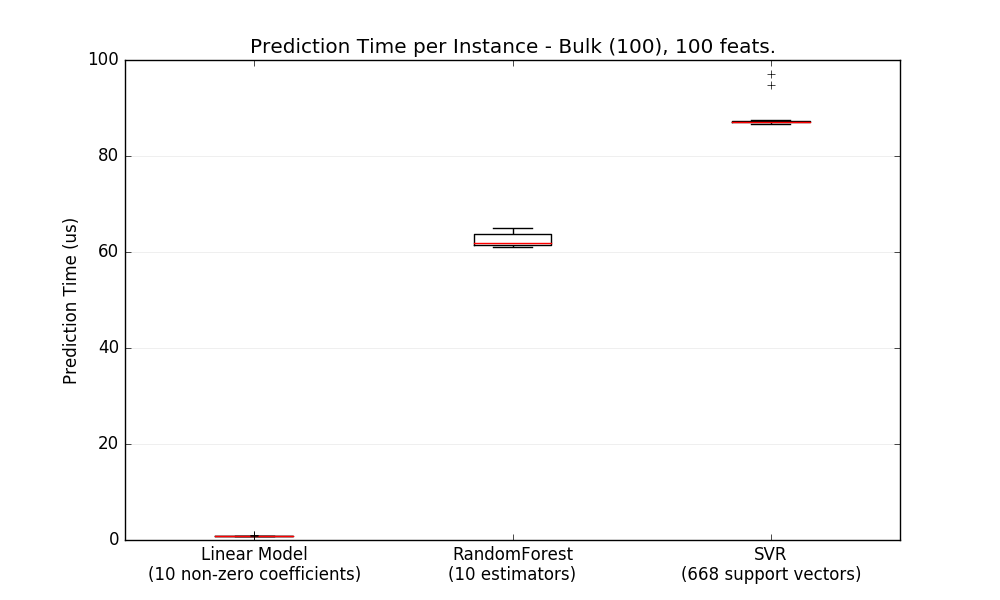 Prediction Time per Instance - Bulk (100), 100 feats.
100
80
60
40
20
0
Prediction Time (us)
Linear Model
(10 non-zero coefficients)
RandomForest
(10 estimators)
SVR
(668 support vectors)